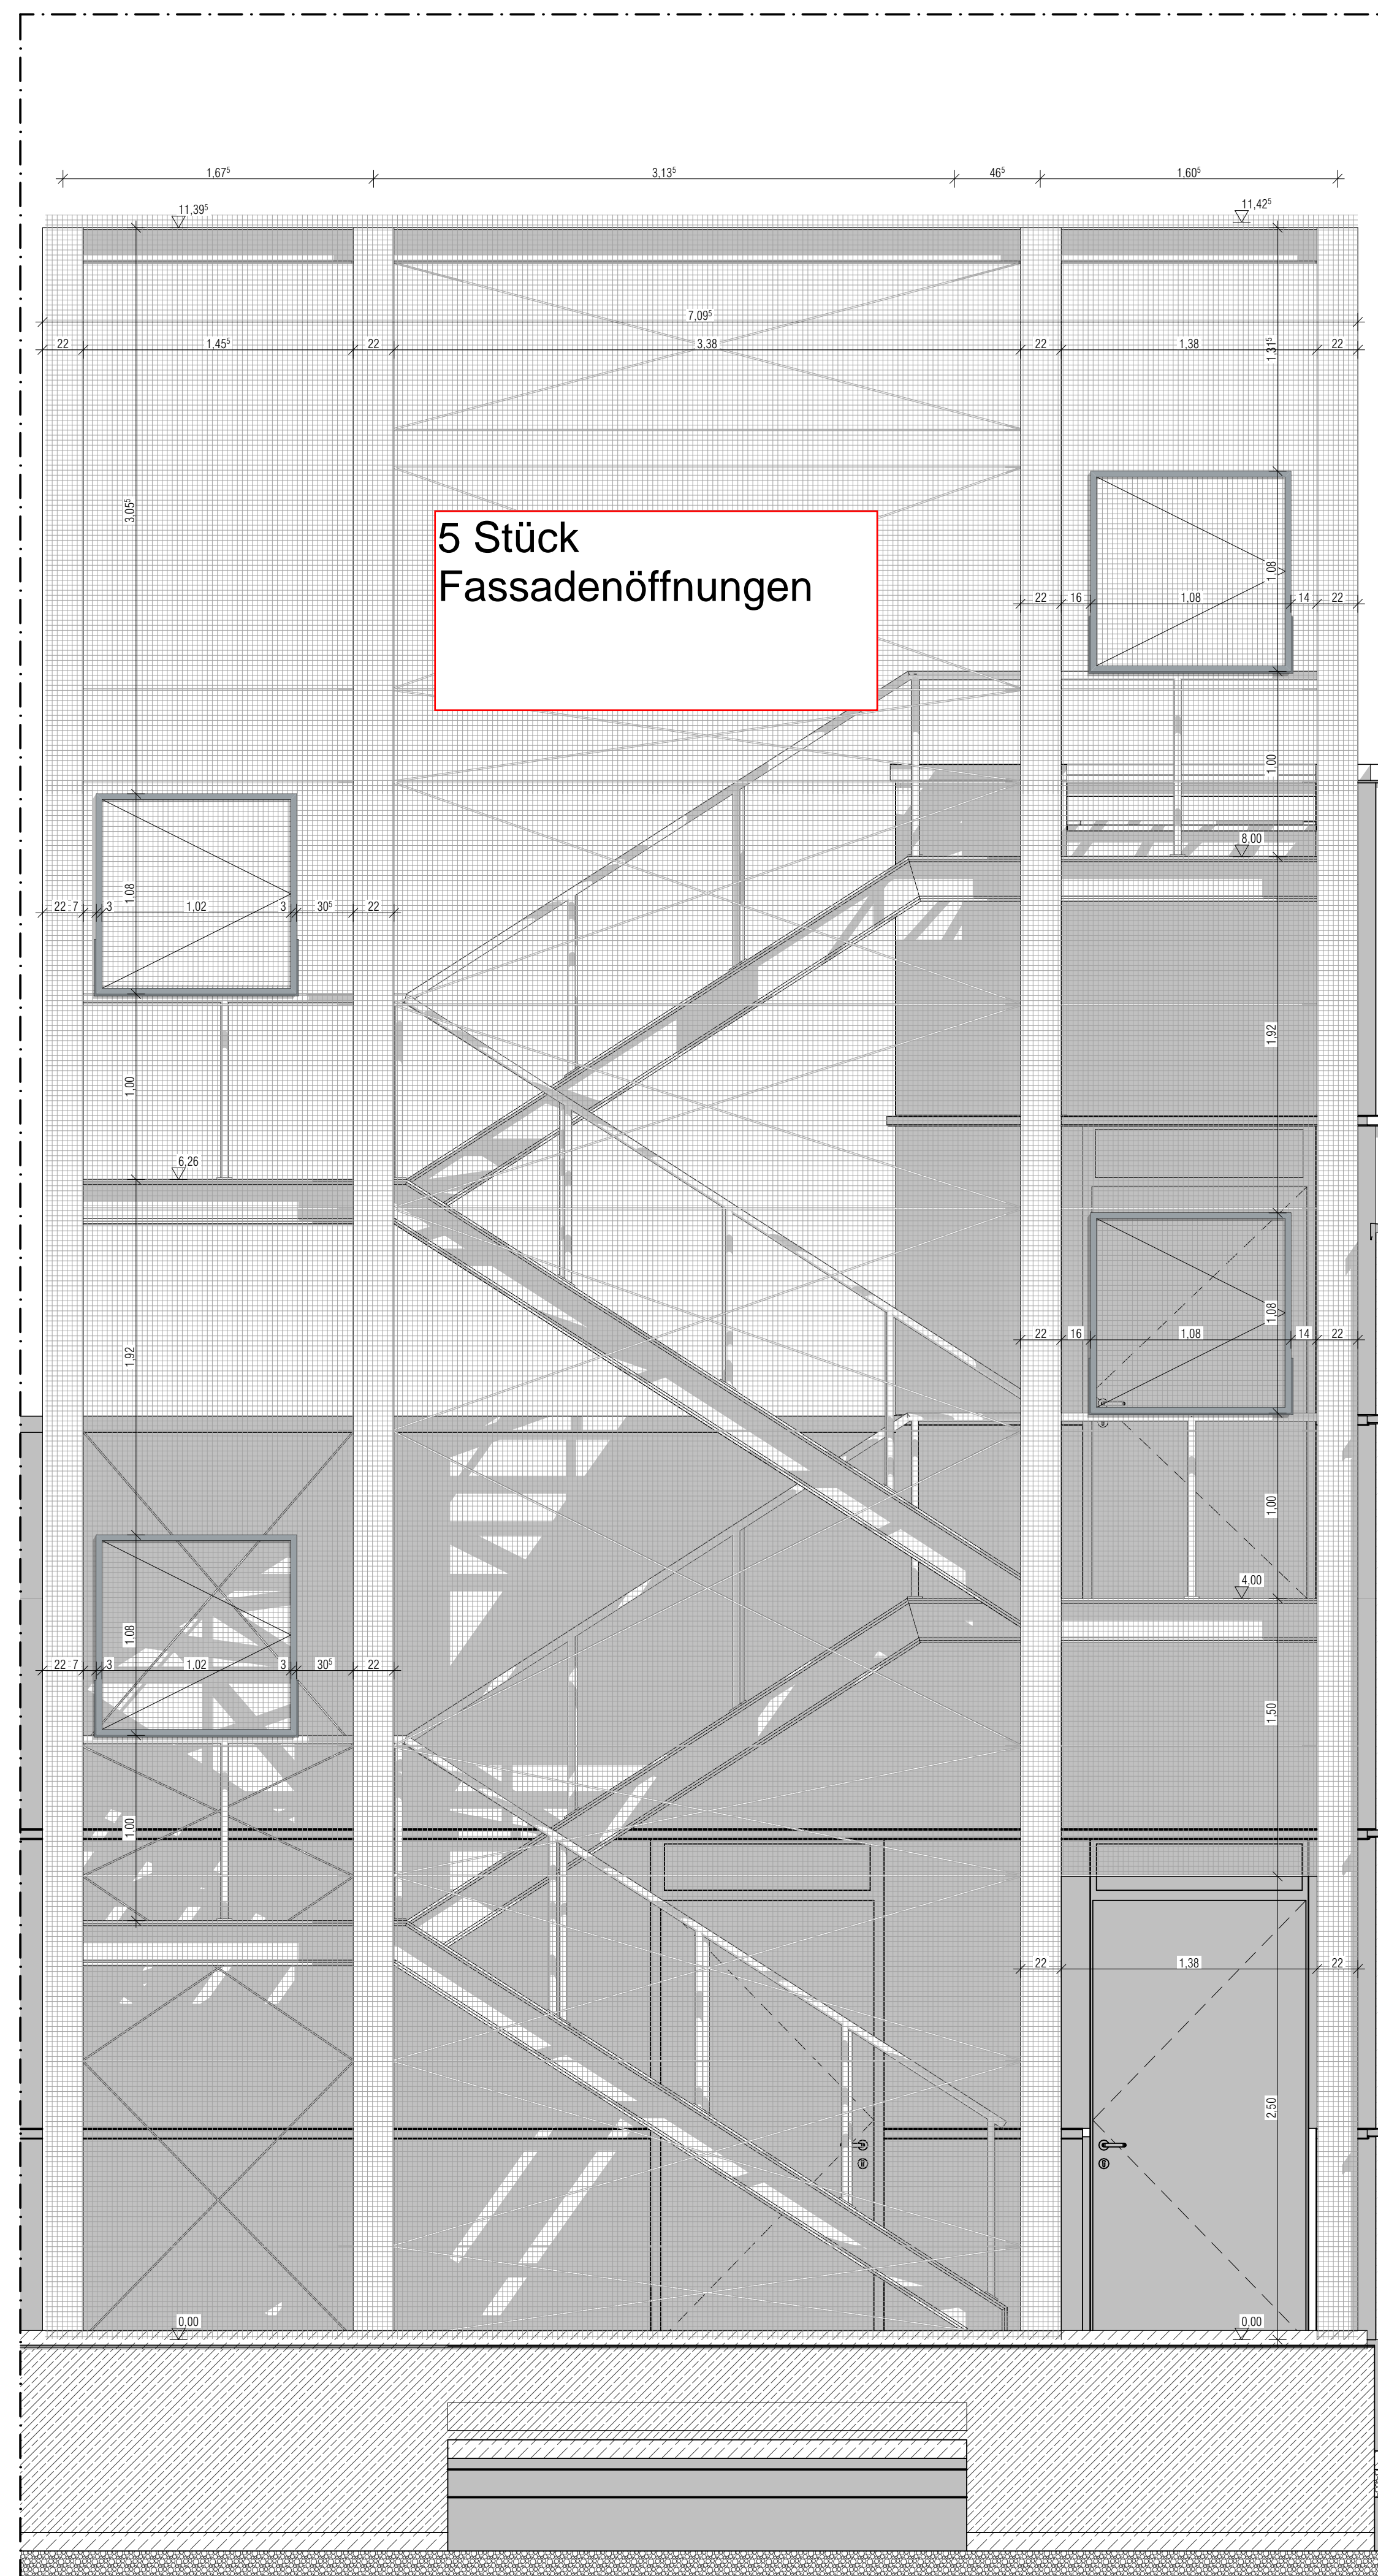 1,67⁵ 3,13⁵ 46⁵ 1,60⁵
11,39⁵ 11,42⁵
7,09⁵
22 1,45⁵ 22 3,38 22 1,38 1,31⁵ 22
3,05⁵
5 Stück
Fassadenöffnungen
1,08
22 16 1,08 14 22
1,00
8,00
1,08
22 7 3 1,02 3 30⁵ 22
1,92
1,00
6,26
1,08
22 16 1,08 14 22
1,92
1,00
4,00
1,08
22 7 3 1,02 3 30⁵ 22
1,50
1,00
22 1,38 22
2,50
0,00 0,00